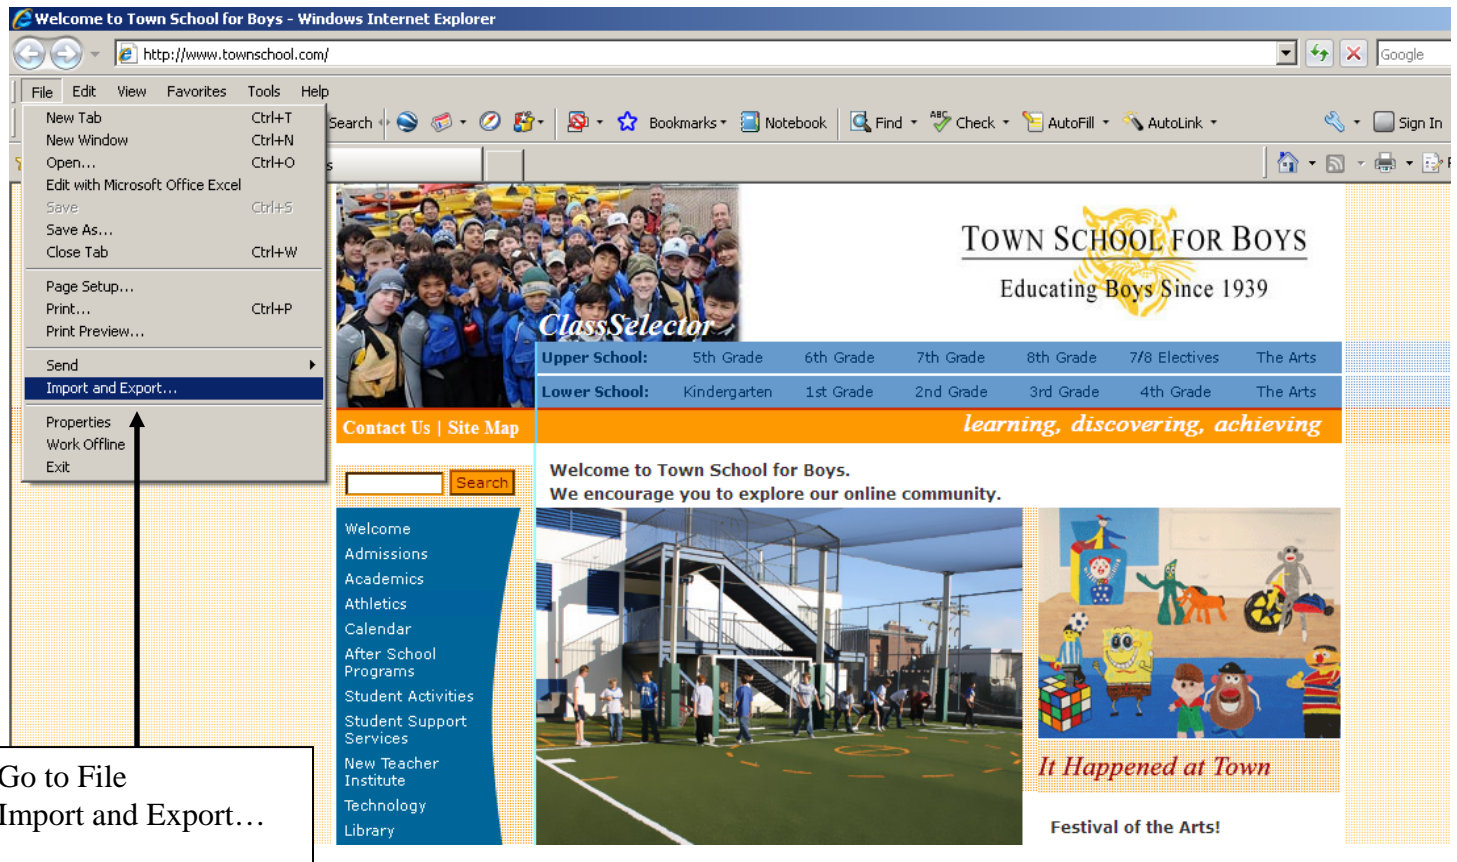 Welcome to Town School for Boys - Windows Internet Explorer
http://www.townschool.com/
Google
File Edit View Favorites Tools Help
Search Bookmarks Notebook Find ABC Check AutoFill AutoLink Sign In
New Tab Ctrl+T
New Window Ctrl+N
Open... Ctrl+O
Edit with Microsoft Office Excel
Save Ctrl+S
Save As...
Close Tab Ctrl+W
Page Setup...
Print... Ctrl+P
Print Preview...
Send
Import and Export...
Properties
Work Offline
Exit
TOWN SCHOOL FOR BOYS
Educating Boys Since 1939
ClassSelector
Upper School: 5th Grade 6th Grade 7th Grade 8th Grade 7/8 Electives The Arts
Lower School: Kindergarten 1st Grade 2nd Grade 3rd Grade 4th Grade The Arts
Contact Us | Site Map
learning, discovering, achieving
Search
Welcome to Town School for Boys.
We encourage you to explore our online community.
Welcome
Admissions
Academics
Athletics
Calendar
After School
Programs
Student Activities
Student Support
Services
New Teacher
Institute
Technology
Library
It Happened at Town
Festival of the Arts!
Go to File
Import and Export…